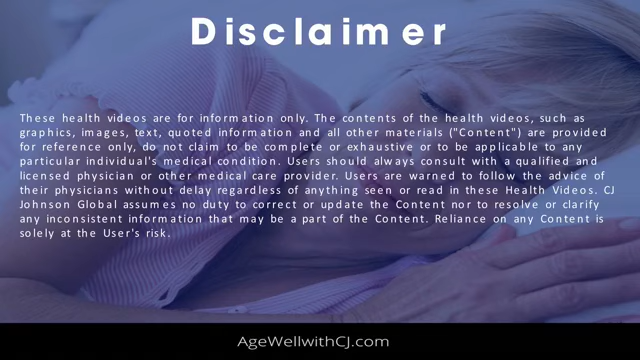 Disclaimer
These health videos are for information only. The contents of the health videos, such as
graphics, images, text, quoted information and all other materials ("Content") are provided
for reference only, do not claim to be complete or exhaustive or to be applicable to any
particular individual's medical condition. Users should always consult with a qualified and
licensed physician or other medical care provider. Users are warned to follow the advice of
their physicians without delay regardless of anything seen or read in these Health Videos. CJ
Johnson Global assumes no duty to correct or update the Content nor to resolve or clarify
any inconsistent information that may be a part of the Content. Reliance on any Content is
solely at the User's risk.
AgeWellwithCJ.com